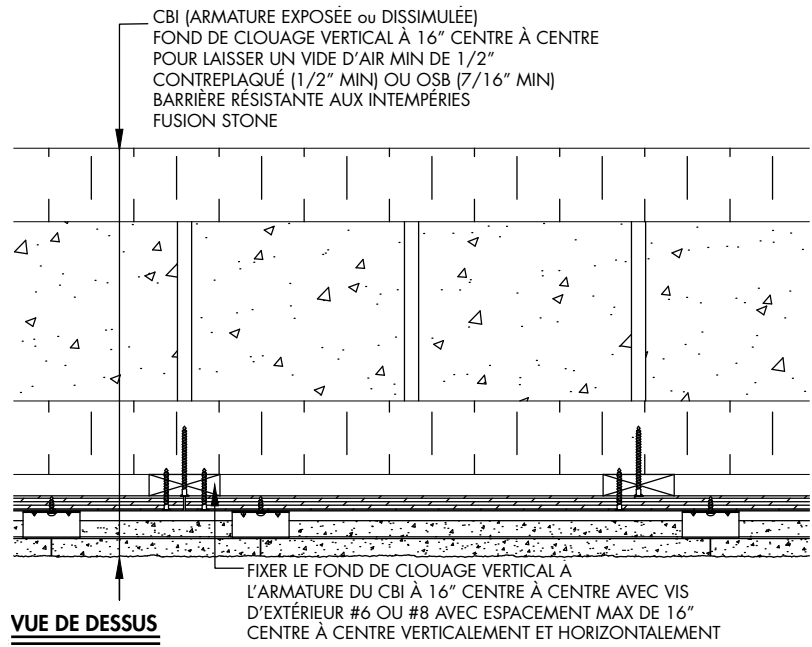 CBI (ARMATURE EXPOSÉE ou DISSIMULÉE)
FOND DE CLOUAGE VERTICAL À 16” CENTRE À CENTRE
POUR LAISSER UN VIDE D’AIR MIN DE 1/2”
CONTREPLAQUÉ (1/2” MIN) OU OSB (7/16” MIN)
BARRIÈRE RÉSISTANTE AUX INTEMPÉRIES
FUSION STONE
FIXER LE FOND DE CLOUAGE VERTICAL À
L’ARMATURE DU CBI À 16” CENTRE À CENTRE AVEC VIS
D’EXTÉRIEUR #6 OU #8 AVEC ESPACEMENT MAX DE 16”
CENTRE À CENTRE VERTICALEMENT ET HORIZONTALEMENT
VUE DE DESSUS